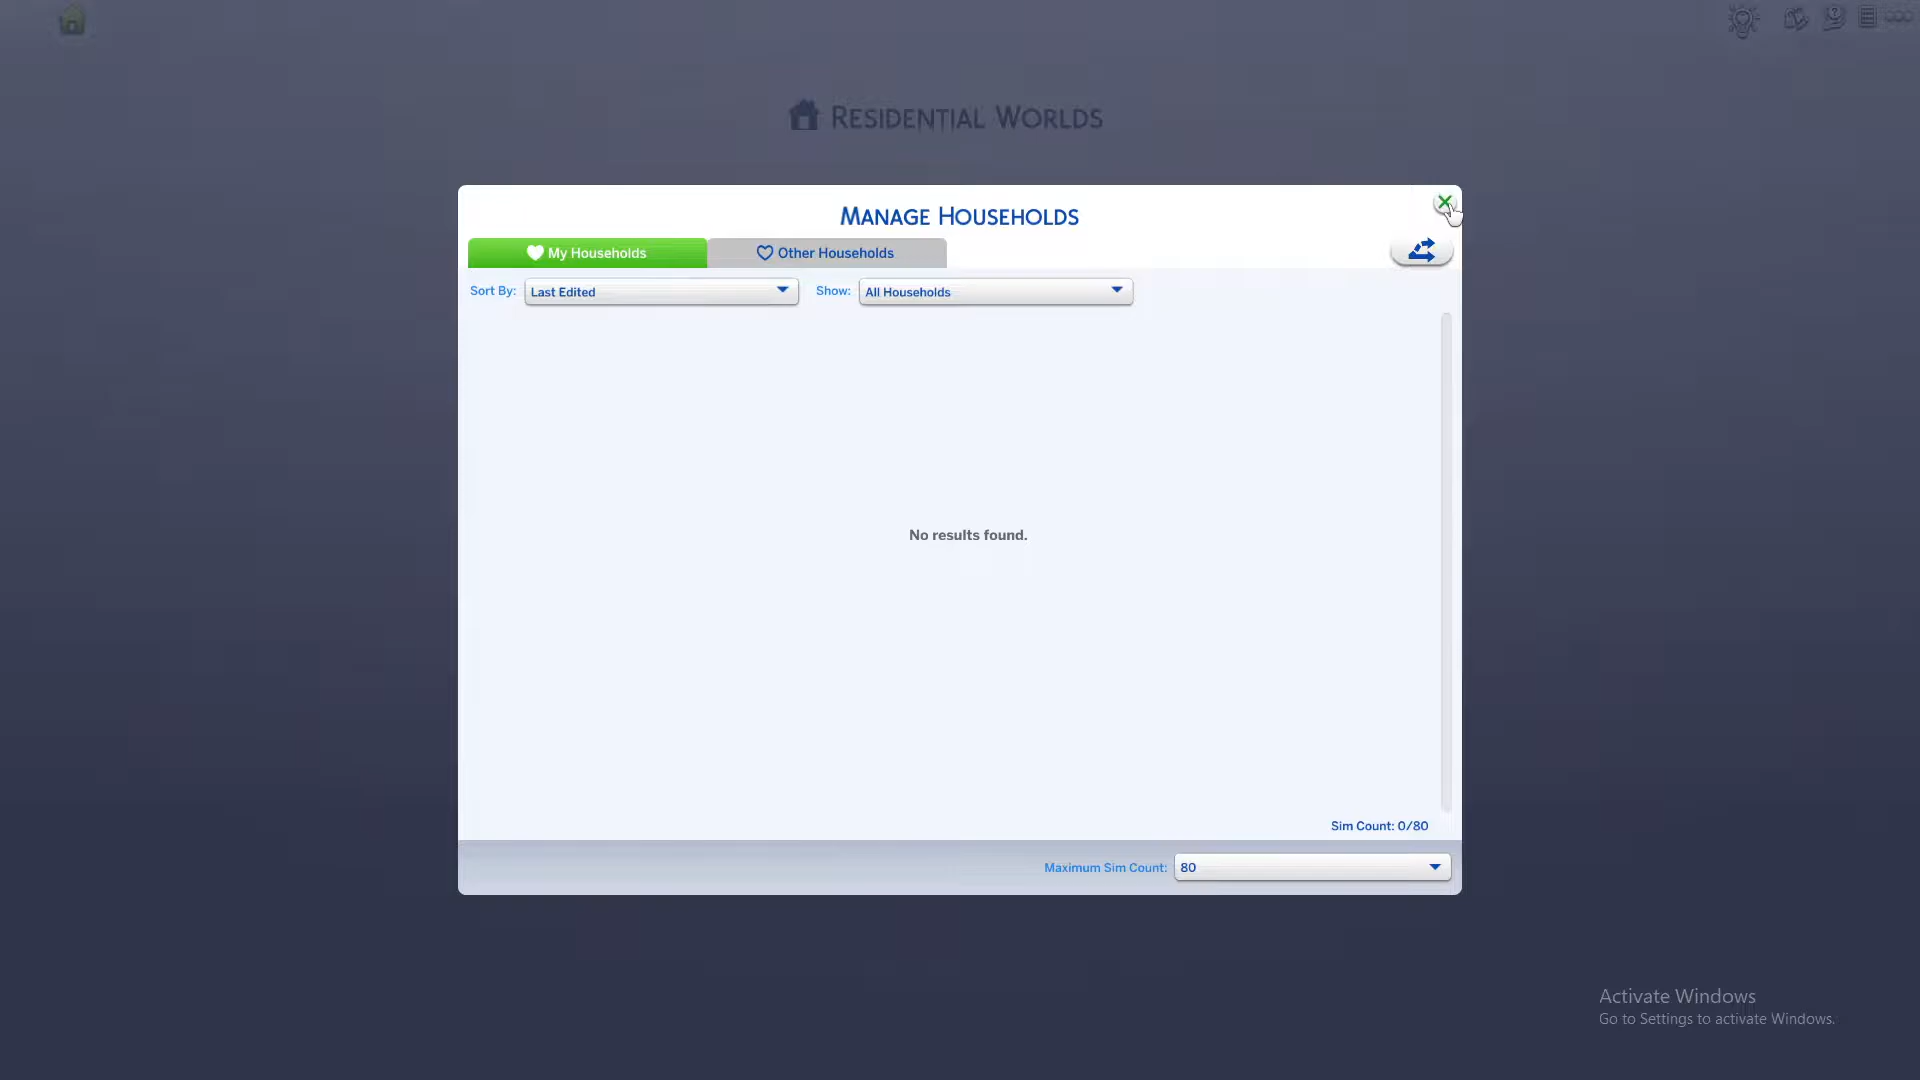 RESIDENTIAL WORLDS
MANAGE HOUSEHOLDS
My Households
Other Households
Sort By: Last Edited Show: All Households
No results found.
Sim Count: 0/80
Maximum Sim Count: 80
Activate Windows
Go to Settings to activate Windows.